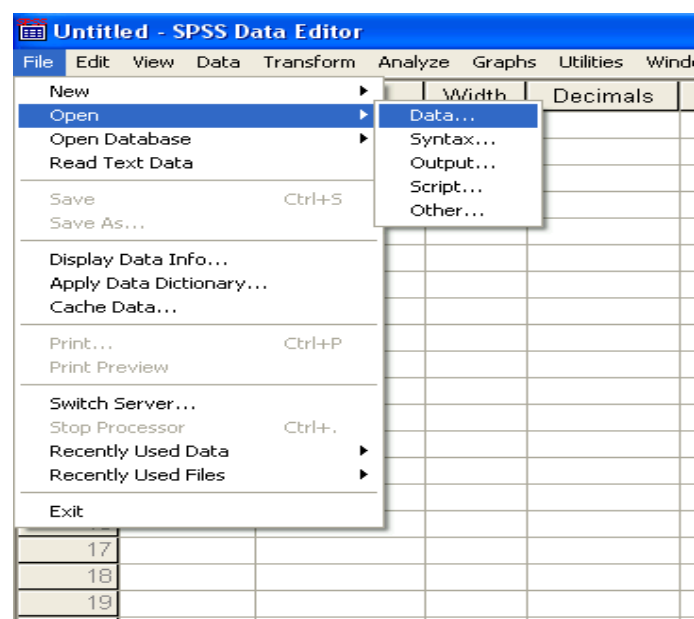 Untitled - SPSS Data Editor
File Edit View Data Transform Analyze Graphs Utilities
Width Decimals
New
Open
Open Database
Read Text Data
Save Ctrl+S
Save As...
Display Data Info...
Apply Data Dictionary...
Cache Data...
Print... Ctrl+P
Print Preview
Switch Server...
Stop Processor Ctrl+.
Recently Used Data
Recently Used Files
Exit
Data...
Syntax...
Output...
Script...
Other...
17
18
19